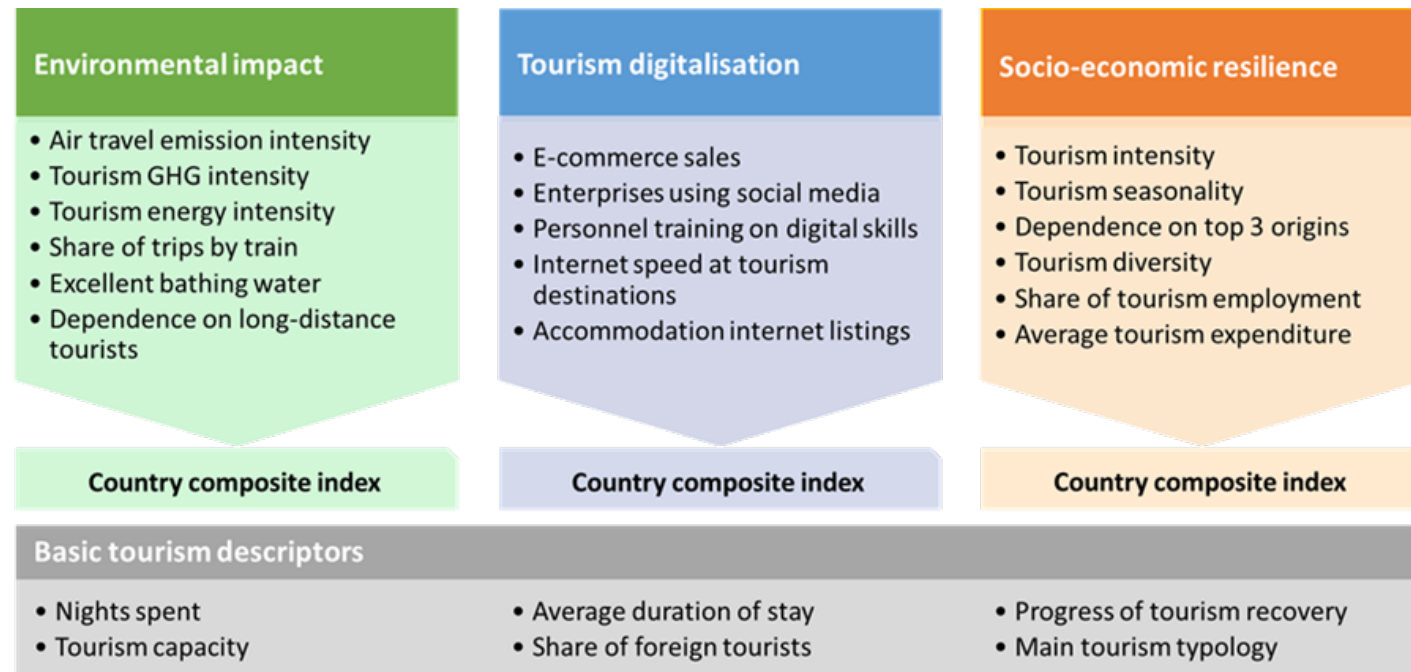 Environmental impact
• Air travel emission intensity
• Tourism GHG intensity
• Tourism energy intensity
• Share of trips by train
• Excellent bathing water
• Dependence on long-distance
tourists
Country composite index
Tourism digitalisation
• E-commerce sales
• Enterprises using social media
• Personnel training on digital skills
• Internet speed at tourism
destinations
• Accommodation internet listings
Country composite index
Socio-economic resilience
• Tourism intensity
• Tourism seasonality
• Dependence on top 3 origins
• Tourism diversity
• Share of tourism employment
• Average tourism expenditure
Country composite index
Basic tourism descriptors
• Nights spent
• Tourism capacity
• Average duration of stay
• Share of foreign tourists
• Progress of tourism recovery
• Main tourism typology